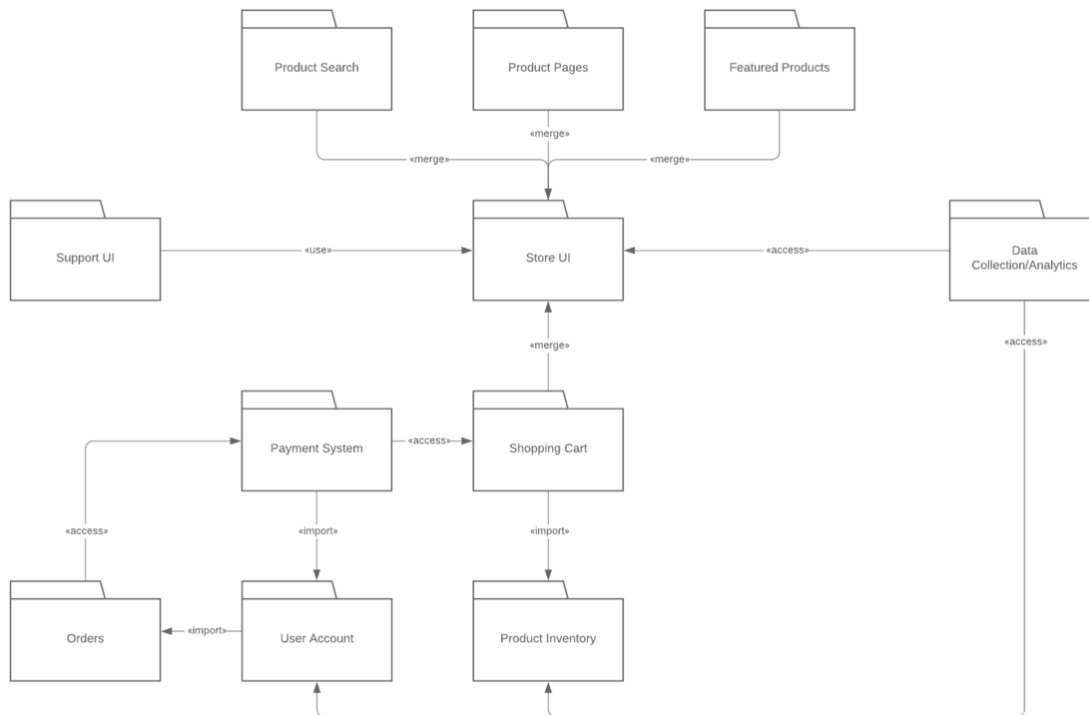 Product Search
Product Pages
Featured Products
«merge»
«merge»
«merge»
Support UI
«use»
Store UI
«access»
Data
Collection/Analytics
«merge»
«access»
Payment System
«access»
Shopping Cart
«access»
«import»
«import»
Orders
«import»
User Account
Product Inventory